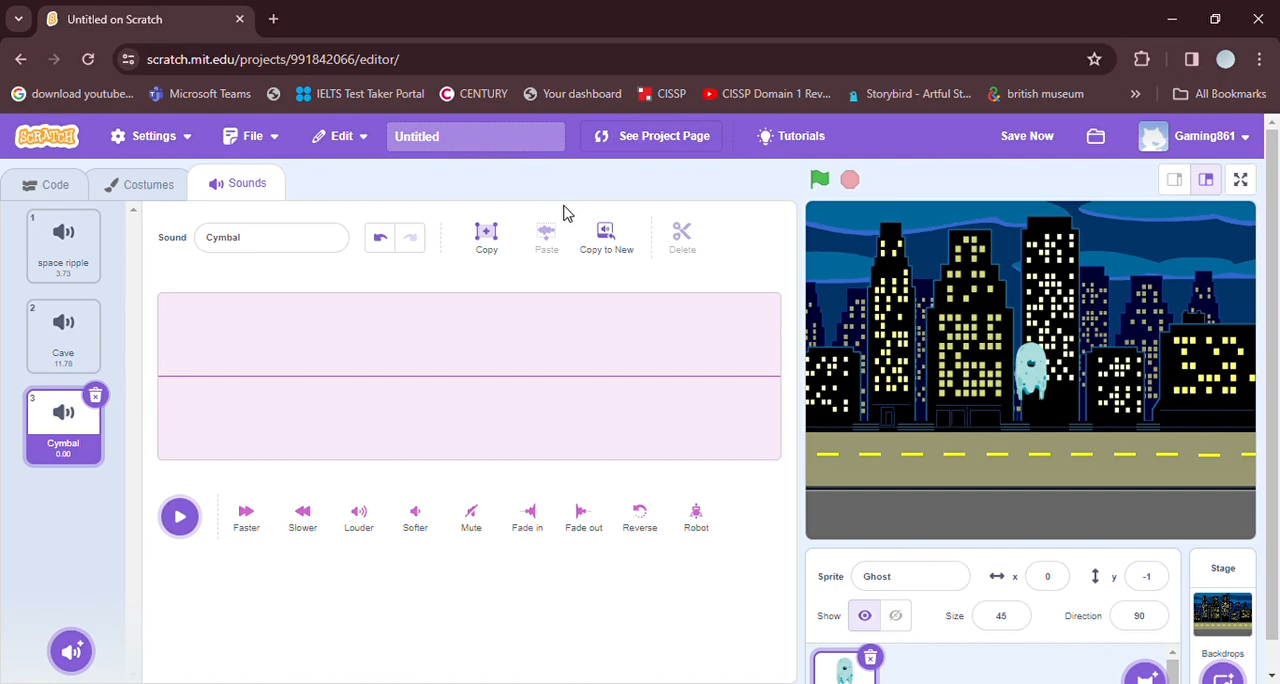 Untitled on Scratch
scratch.mit.edu/projects/991842066/editor/
download youtube... Microsoft Teams IELTS Test Taker Portal CENTURY Your dashboard CISSP CISSP Domain 1 Rev... Storybird - Artful St... british museum » All Bookmarks
SCRATCH Settings File Edit Untitled See Project Page Tutorials Save Now Gaming861
Code Costumes Sounds
1
space ripple
3.73
2
Cave
11.78
3
Cymbal
0.00
Sound Cymbal Copy Paste Copy to New Delete
Faster Slower Louder Softer Mute Fade in Fade out Reverse Robot
Sprite Ghost x 0 y -1
Show Size 45 Direction 90
Stage
Backdrops